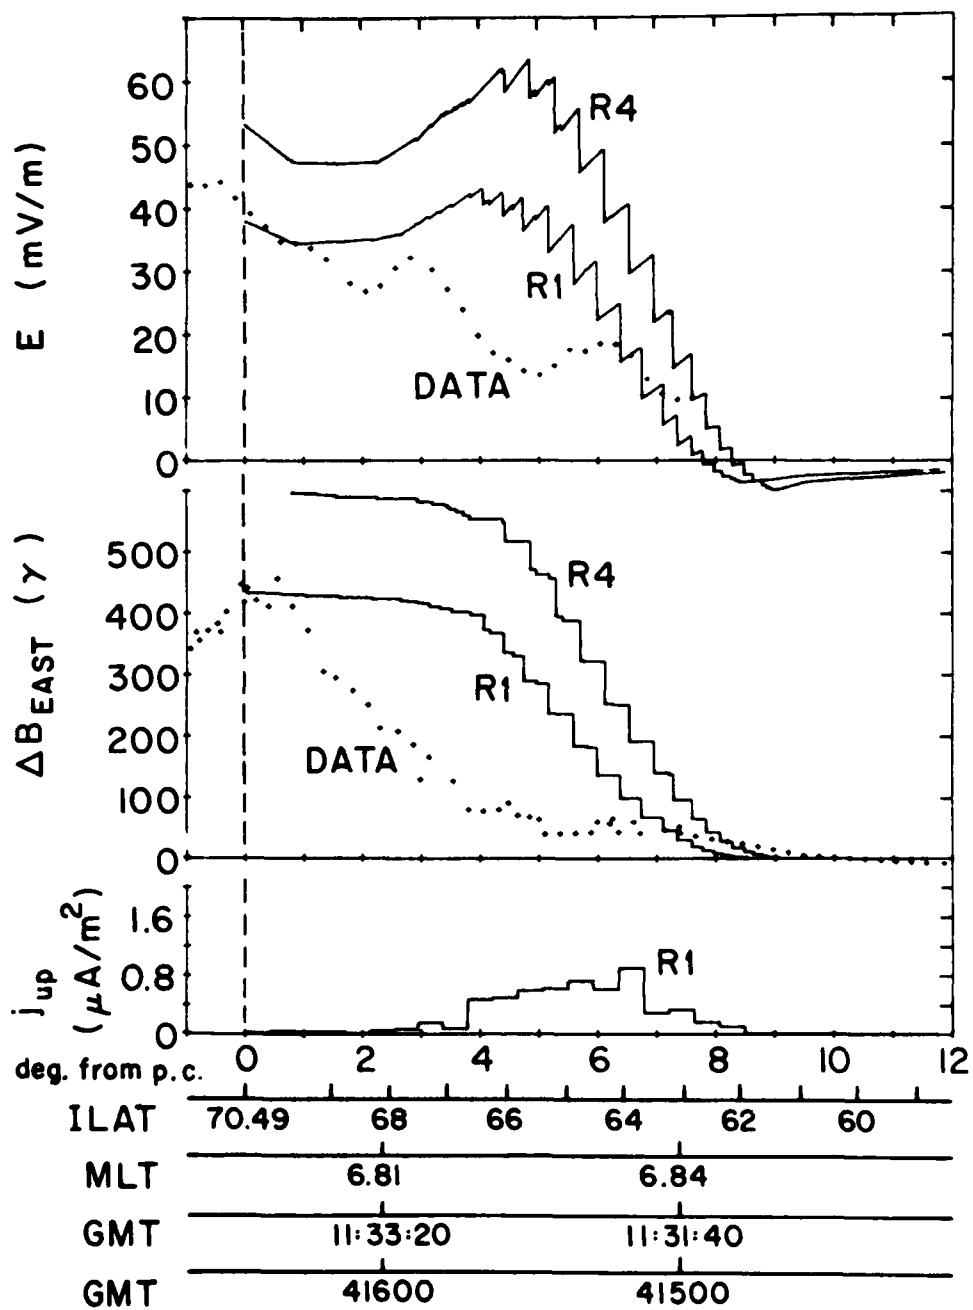 60
50
40
30
20
10
0
E (mV/m)
R4
R1
DATA
500
400
300
200
100
0
ΔB_EAST (γ)
R4
R1
DATA
1.6
0.8
0
j_up (μA/m²)
R1
deg. from p.c. 0 2 4 6 8 10 12
ILAT 70.49 68 66 64 62 60
MLT 6.81 6.84
GMT 11:33:20 11:31:40
GMT 41600 41500